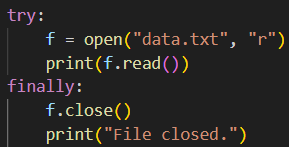 try:
    f = open("data.txt", "r")
    print(f.read())
finally:
    f.close()
    print("File closed.")